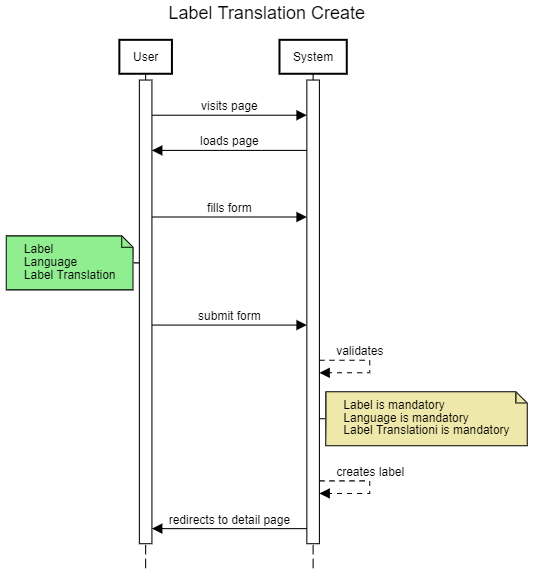 Label Translation Create
User
System
visits page
loads page
fills form
Label
Language
Label Translation
submit form
validates
Label is mandatory
Language is mandatory
Label Translationi is mandatory
creates label
redirects to detail page